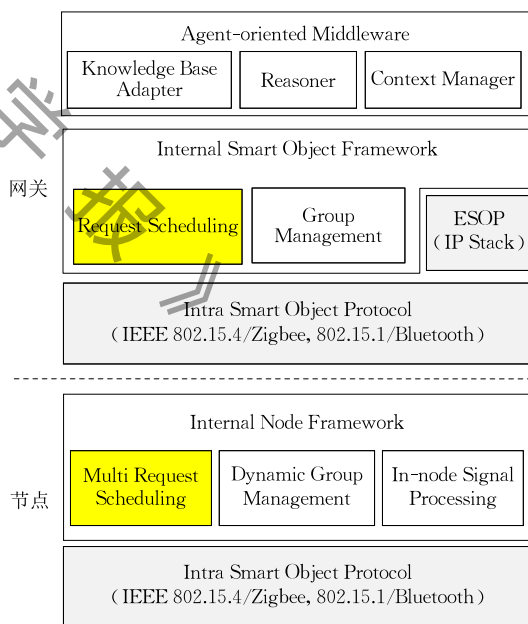 Agent-oriented Middleware
Knowledge Base
Adapter
Reasoner
Context Manager
学
Internal Smart Object Framework
网关
报
Request Scheduling
Group
Management
ESOP
(IP Stack)
》
Intra Smart Object Protocol
(IEEE 802.15.4/Zigbee, 802.15.1/Bluetooth)
Internal Node Framework
节点
Multi Request
Scheduling
Dynamic Group
Management
In-node Signal
Processing
Intra Smart Object Protocol
(IEEE 802.15.4/Zigbee, 802.15.1/Bluetooth)